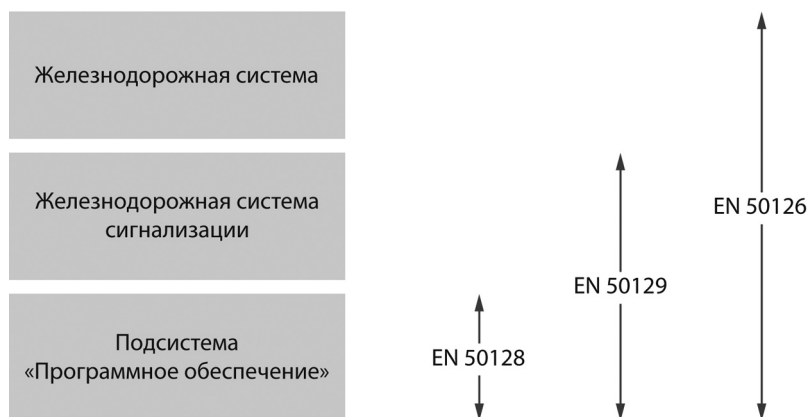 Железнодорожная система
Железнодорожная система
сигнализации
Подсистема
«Программное обеспечение»
EN 50128
EN 50129
EN 50126